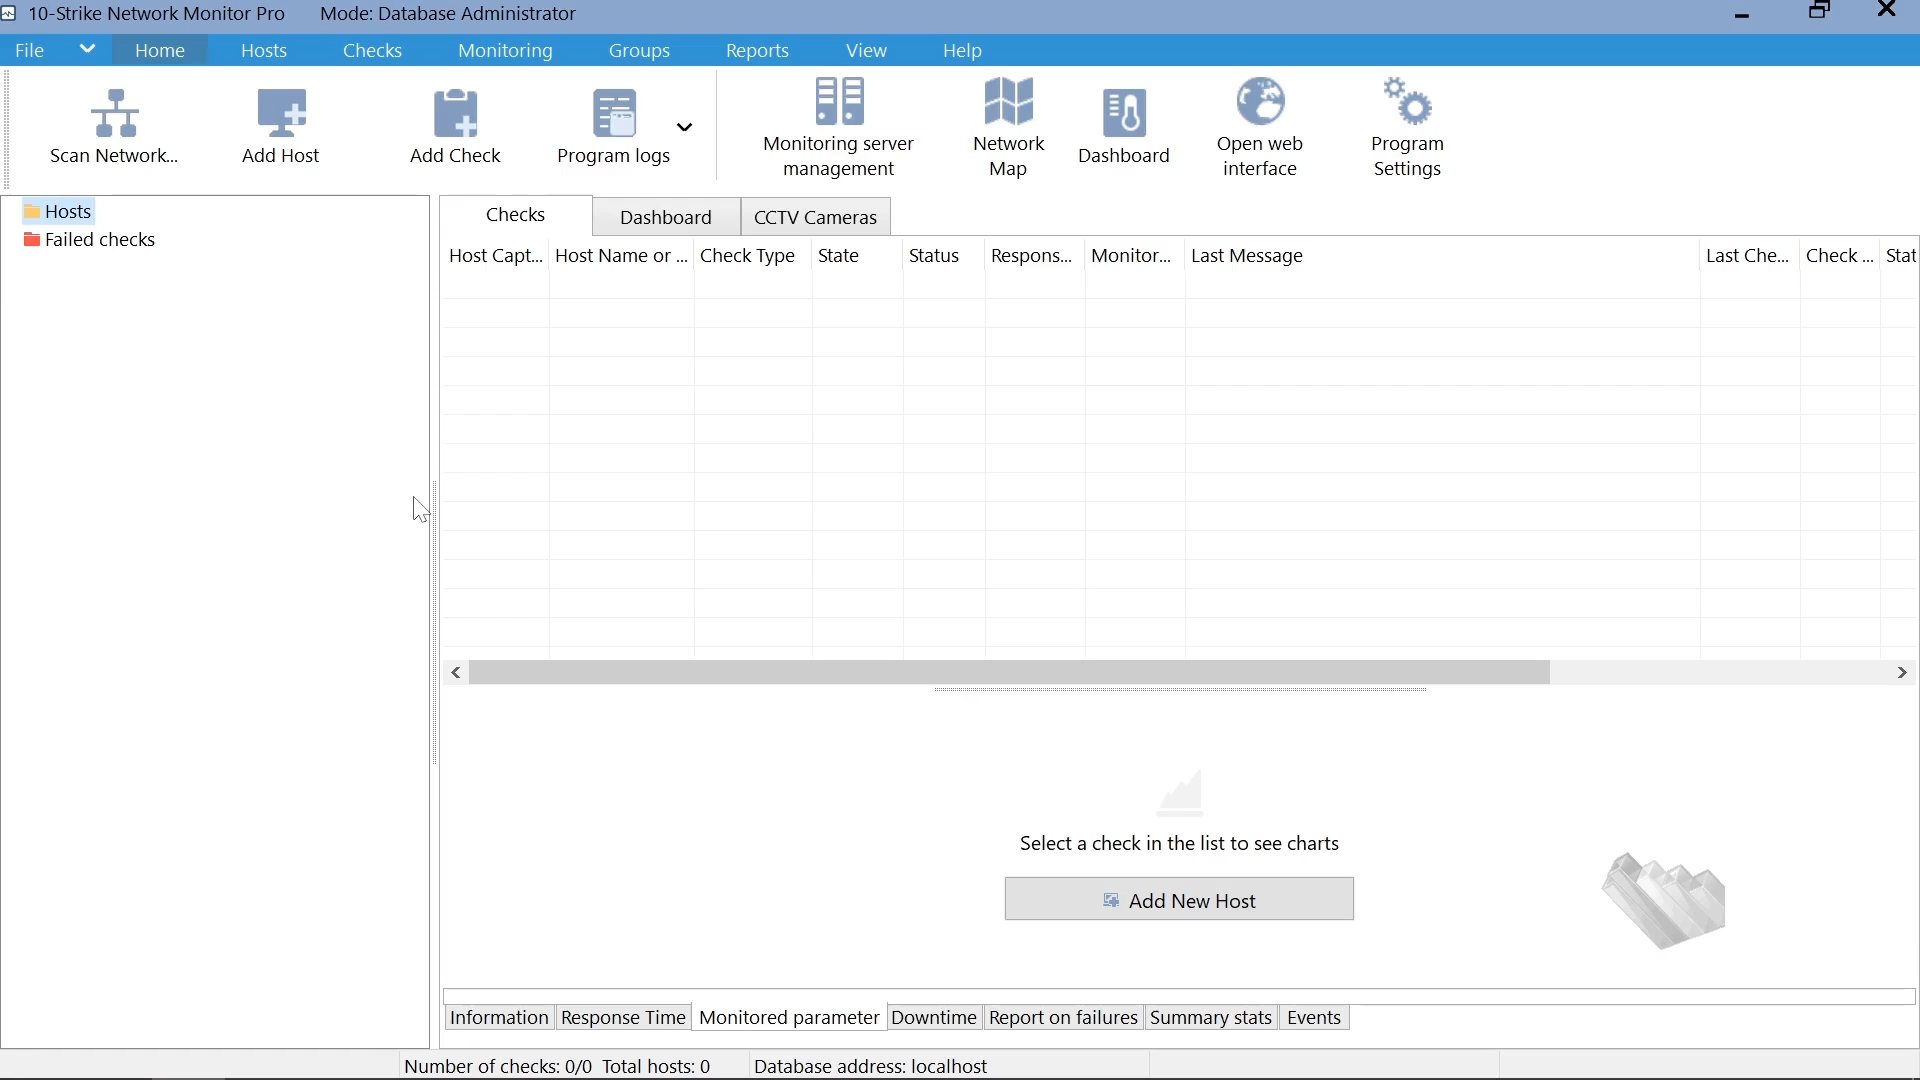 10-Strike Network Monitor Pro Mode: Database Administrator
File Home Hosts Checks Monitoring Groups Reports View Help
Scan Network... Add Host Add Check Program logs
Monitoring server
management
Network
Map
Dashboard
Open web
interface
Program
Settings
Hosts
Failed checks
Checks Dashboard CCTV Cameras
Host Capt... Host Name or ... Check Type State Status Respons... Monitor... Last Message Last Che... Check ... Stat
Select a check in the list to see charts
Add New Host
Information Response Time Monitored parameter Downtime Report on failures Summary stats Events
Number of checks: 0/0 Total hosts: 0 Database address: localhost